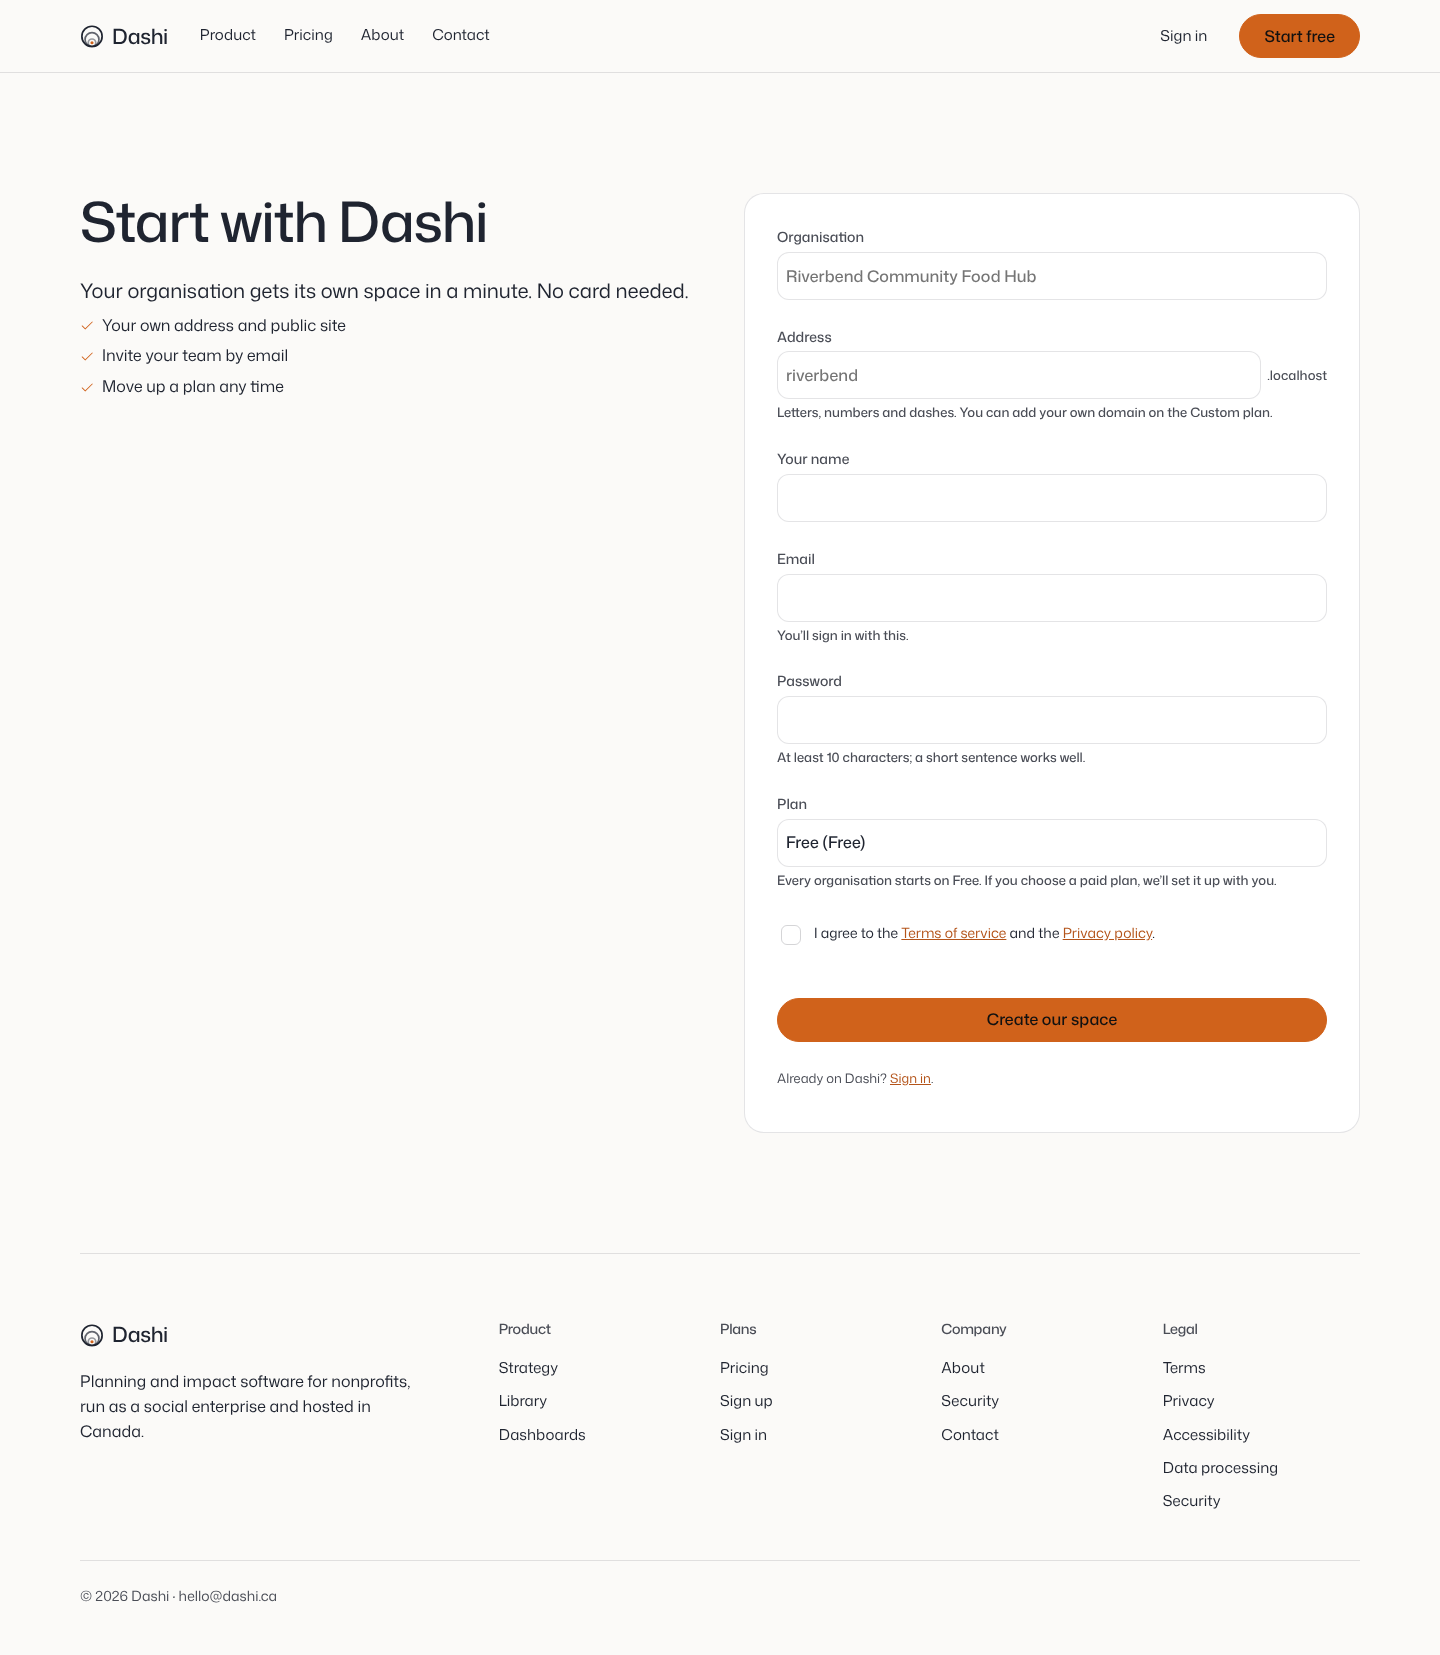 Dashi
Product
Pricing
About
Contact
Sign in
Start free
Start with Dashi
Your organisation gets its own space in a minute. No card needed.
Your own address and public site
Invite your team by email
Move up a plan any time
Organisation
Riverbend Community Food Hub
Address
riverbend
.localhost
Letters, numbers and dashes. You can add your own domain on the Custom plan.
Your name
Email
You'll sign in with this.
Password
At least 10 characters; a short sentence works well.
Plan
Free (Free)
Every organisation starts on Free. If you choose a paid plan, we'll set it up with you.
I agree to the Terms of service and the Privacy policy.
Create our space
Already on Dashi? Sign in.
Dashi
Planning and impact software for nonprofits,
run as a social enterprise and hosted in
Canada.
Product
Strategy
Library
Dashboards
Plans
Pricing
Sign up
Sign in
Company
About
Security
Contact
Legal
Terms
Privacy
Accessibility
Data processing
Security
© 2026 Dashi · hello@dashi.ca